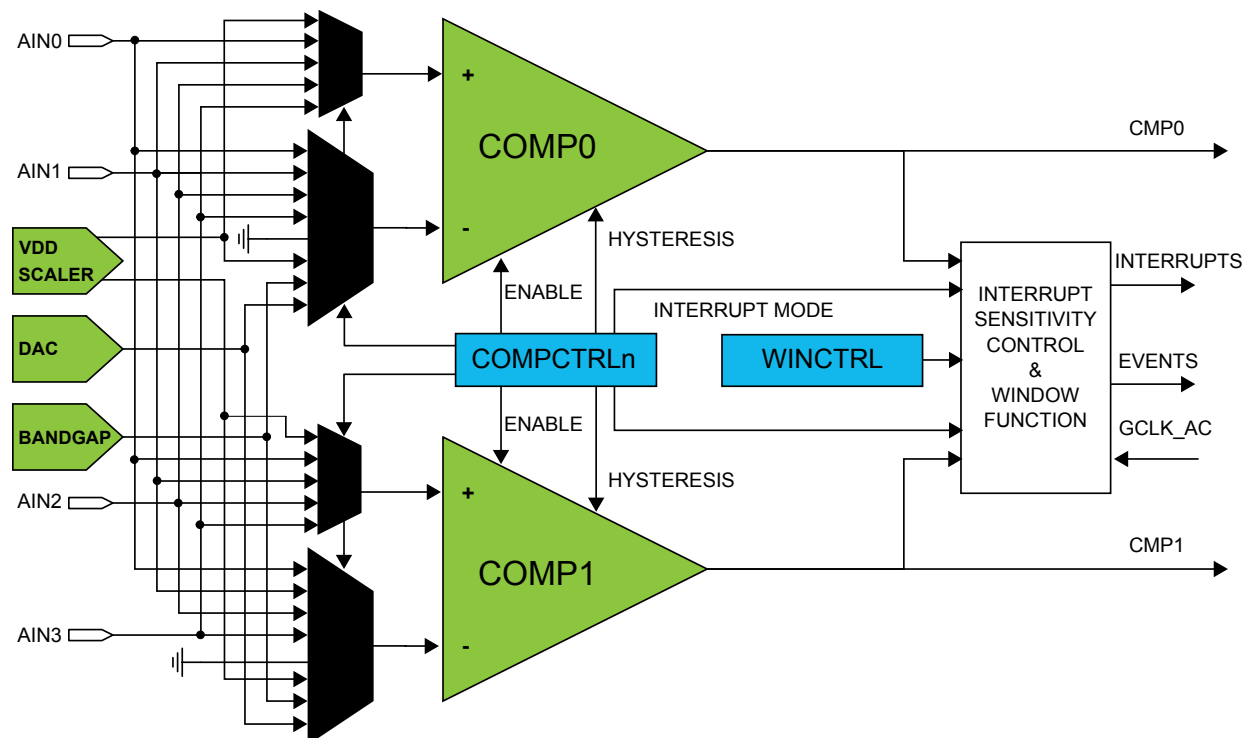 AIN0
+
COMP0
-
CMP0
AIN1
VDD
SCALER
HYSTERESIS
ENABLE
INTERRUPT MODE
INTERRUPT
SENSITIVITY
CONTROL
&
WINDOW
FUNCTION
INTERRUPTS
DAC
COMPCTRLn
WINCTRL
EVENTS
BANDGAP
ENABLE
GCLK_AC
HYSTERESIS
AIN2
+
COMP1
-
CMP1
AIN3